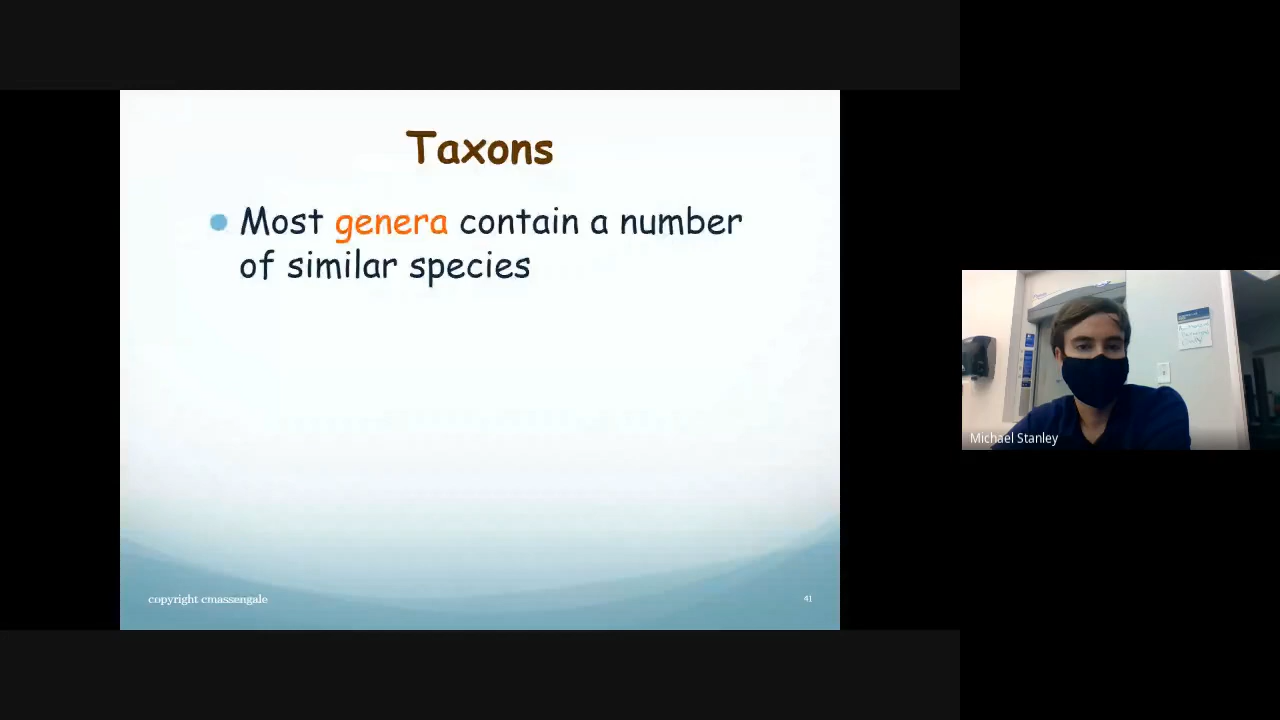 Taxons
Most genera contain a number
of similar species
copyright cmassengale
41
Michael Stanley